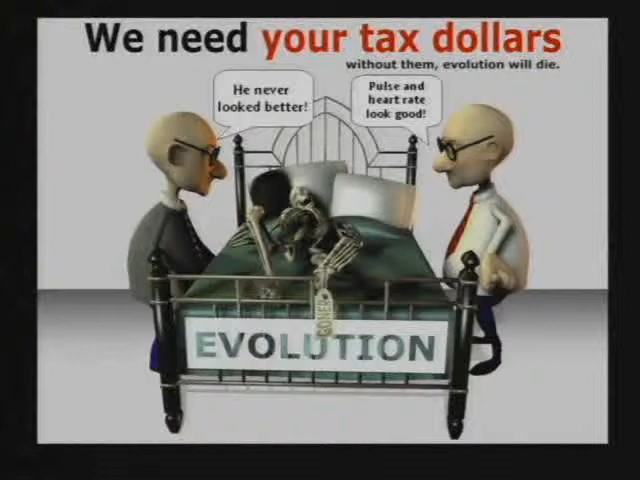 We need your tax dollars
without them, evolution will die.
He never
looked better!
Pulse and
heart rate
look good!
GONER
EVOLUTION